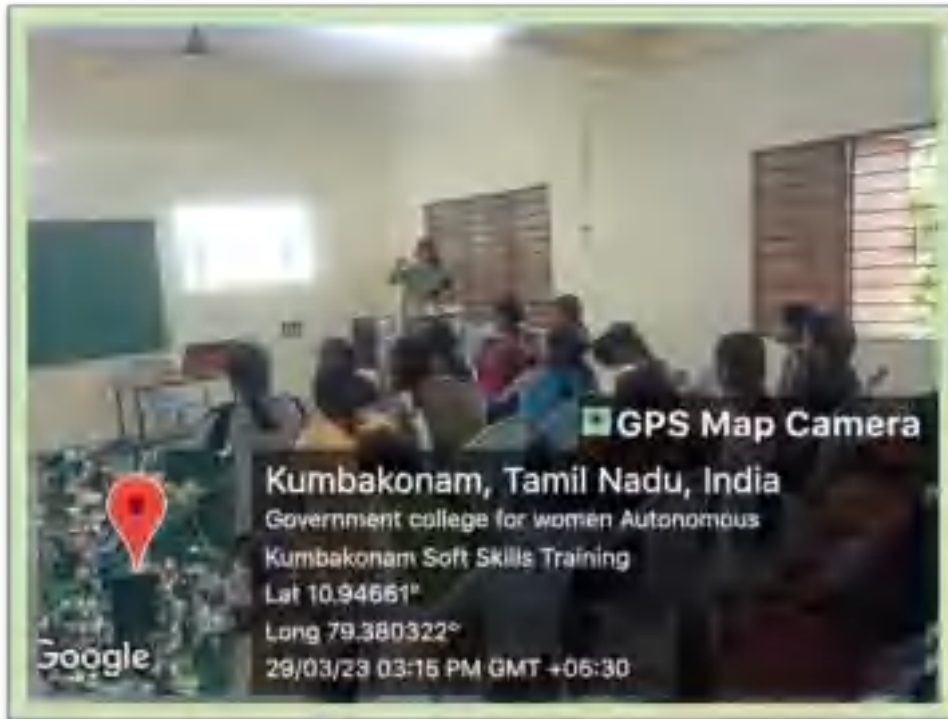 GPS Map Camera
Kumbakonam, Tamil Nadu, India
Government college for women Autonomous
Kumbakonam Soft Skills Training
Lat 10.94661°
Long 79.380322°
29/03/23 03:15 PM GMT +05:30
Google